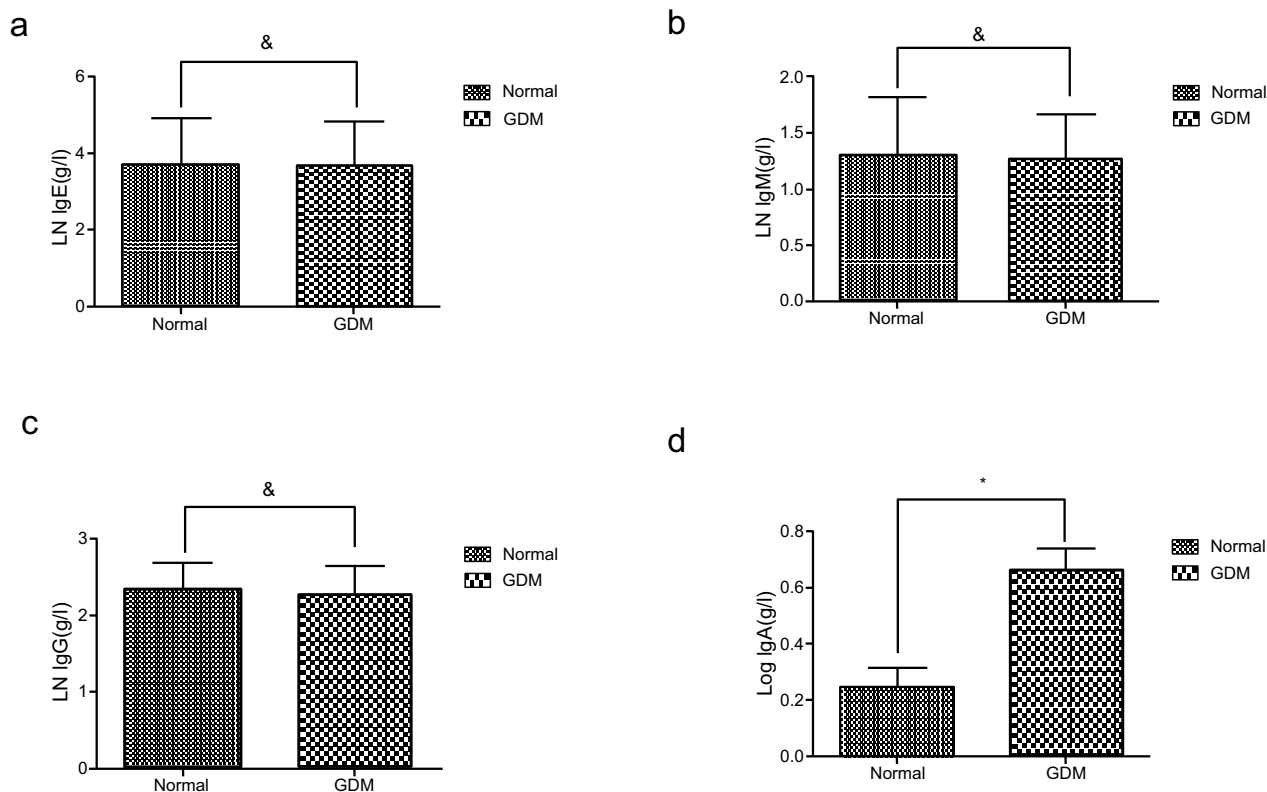 a
&
6
4
2
0
LN IgE(g/l)
Normal
GDM
Normal
GDM
b
&
2.0
1.5
1.0
0.5
0.0
LN IgM(g/l)
Normal
GDM
Normal
GDM
c
&
3
2
1
0
LN IgG(g/l)
Normal
GDM
Normal
GDM
d
*
0.8
0.6
0.4
0.2
0.0
Log IgA(g/l)
Normal
GDM
Normal
GDM